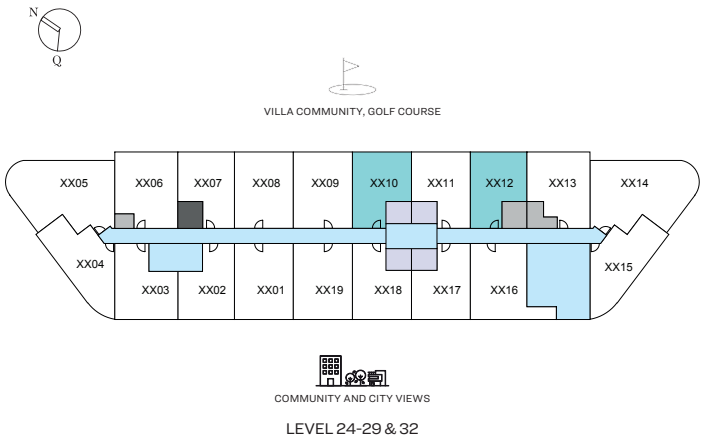 N
Q
VILLA COMMUNITY, GOLF COURSE
XX05
XX06
XX07
XX08
XX09
XX10
XX11
XX12
XX13
XX14
XX04
XX03
XX02
XX01
XX19
XX18
XX17
XX16
XX15
COMMUNITY AND CITY VIEWS
LEVEL 24-29 & 32